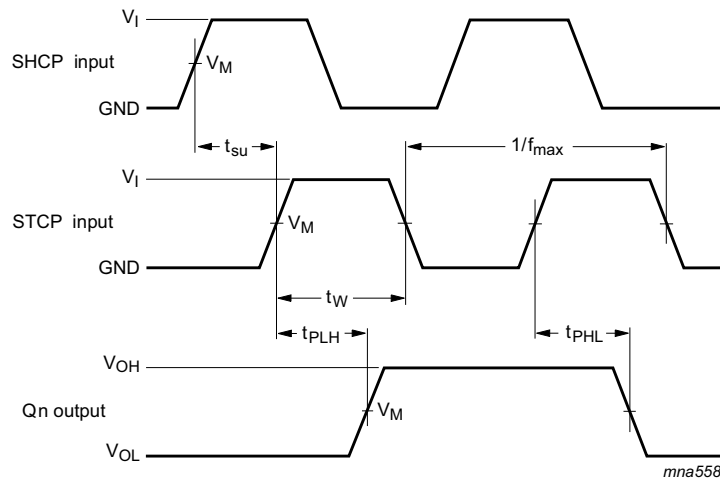 V_I
SHCP input
V_M
GND
t_su
1/f_max
V_I
STCP input
V_M
GND
t_W
t_PLH
t_PHL
V_OH
Qn output
V_M
V_OL
mna558